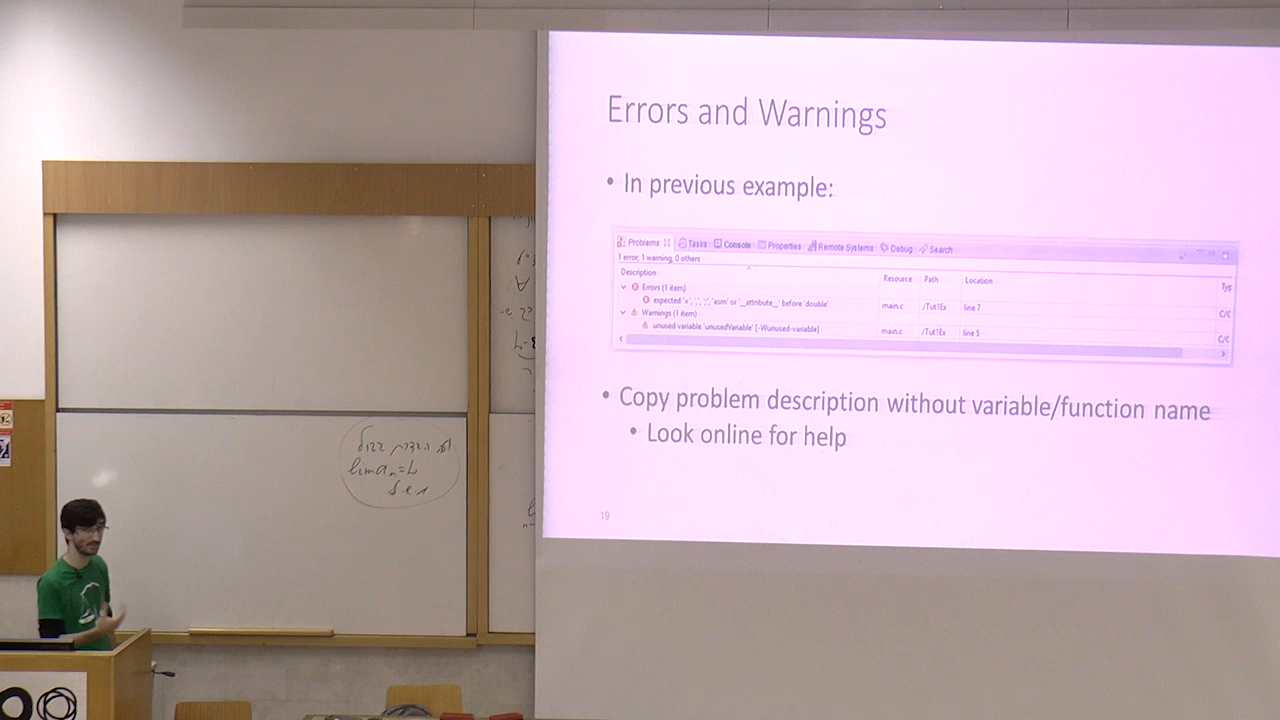 Errors and Warnings
• In previous example:
Problems Tasks Console Properties Remote Systems Debug Search
1 error, 1 warning, 0 others
Description Resource Path Location Typ
Errors (1 item)
expected '=', ',', ';', 'asm' or '__attribute__' before 'double' main.c /Tut1Ex line 7 C/C
Warnings (1 item)
unused variable 'unusedVariable' [-Wunused-variable] main.c /Tut1Ex line 5 C/C
• Copy problem description without variable/function name
• Look online for help
19
lim aₙ = L